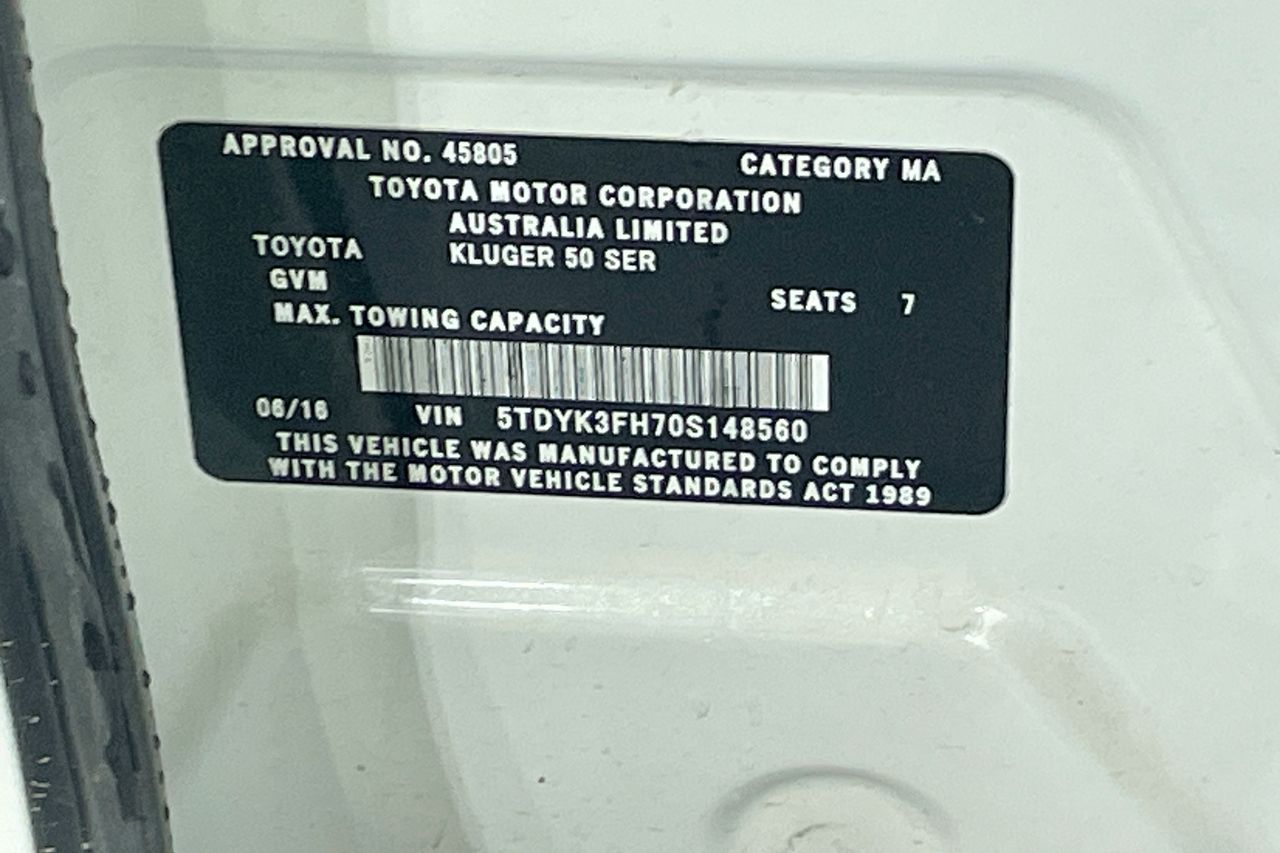 APPROVAL NO. 45805 CATEGORY MA
TOYOTA MOTOR CORPORATION
AUSTRALIA LIMITED
TOYOTA KLUGER 50 SER
GVM
SEATS 7
MAX. TOWING CAPACITY
06/16 VIN 5TDYK3FH70S148560
THIS VEHICLE WAS MANUFACTURED TO COMPLY
WITH THE MOTOR VEHICLE STANDARDS ACT 1989